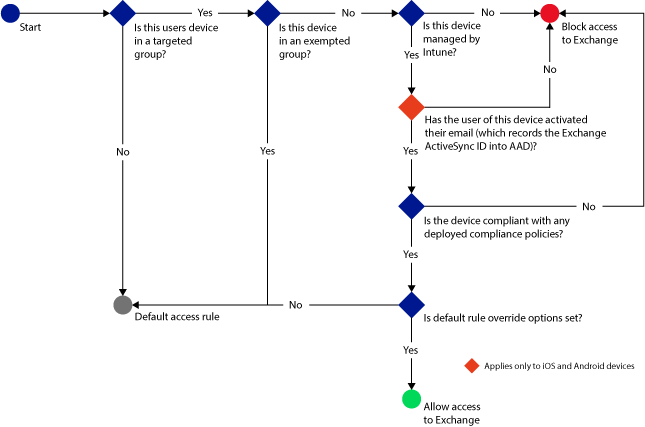 Start
Yes
Is this users device
in a targeted
group?
No
Is this device
in an exempted
group?
No
Is this device
managed by
Intune?
Block access
to Exchange
Yes
No
Has the user of this device activated
their email (which records the Exchange
ActiveSync ID into AAD)?
No
Yes
Yes
No
Is the device compliant with any
deployed compliance policies?
Yes
Default access rule
No
Is default rule override options set?
Yes
Applies only to iOS and Android devices
Allow access
to Exchange